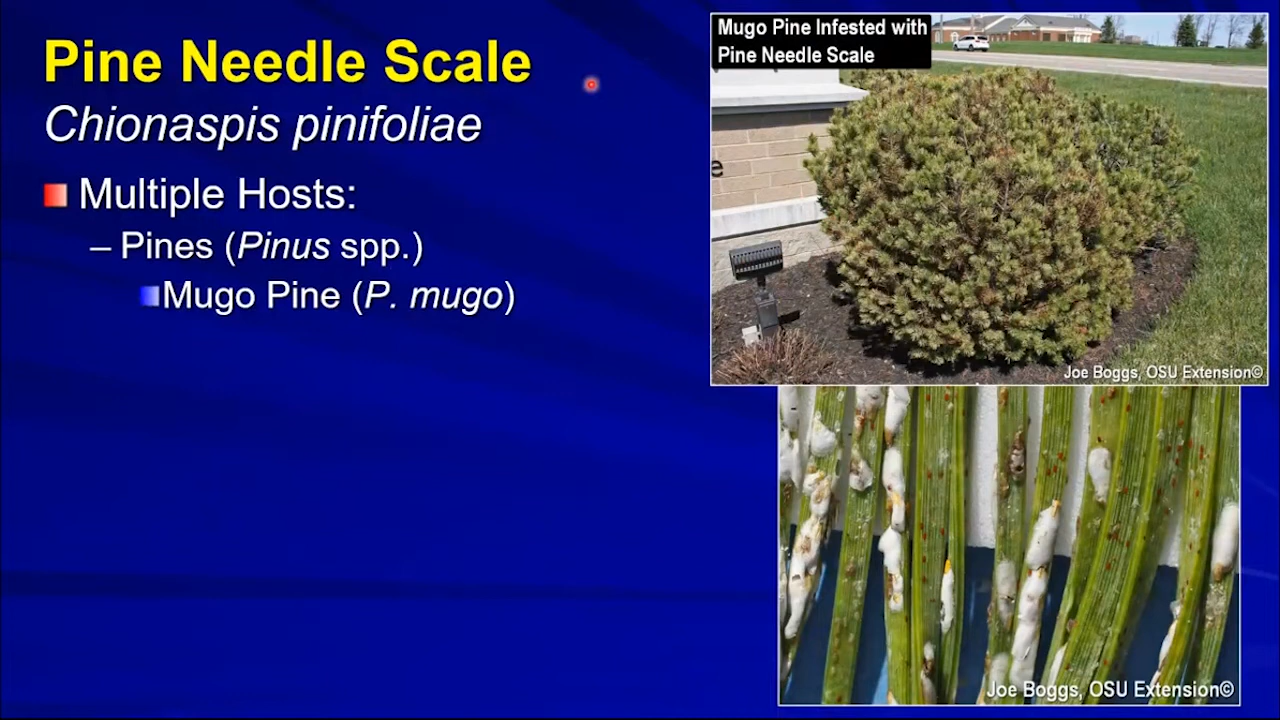 Pine Needle Scale
Chionaspis pinifoliae
Multiple Hosts:
– Pines (Pinus spp.)
Mugo Pine (P. mugo)
Mugo Pine Infested with
Pine Needle Scale
e
Joe Boggs, OSU Extension©
Joe Boggs, OSU Extension©